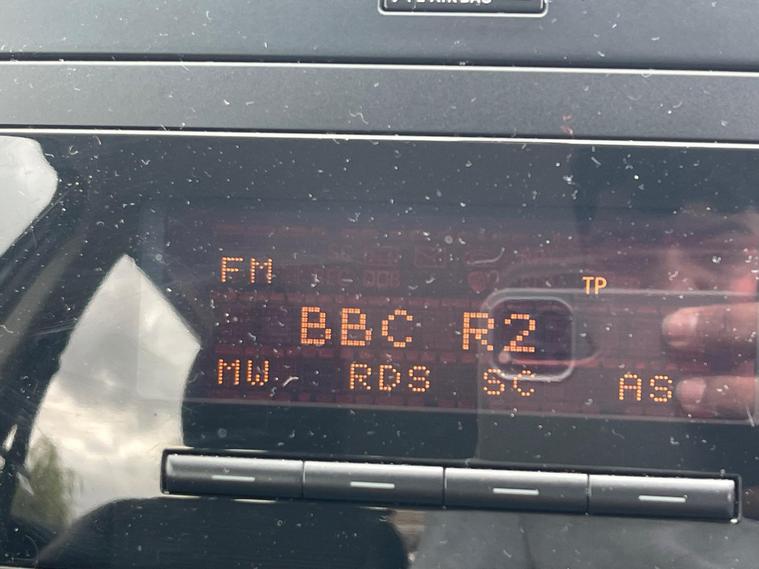 FM
TP
BBC R2
MW RDS SC AS